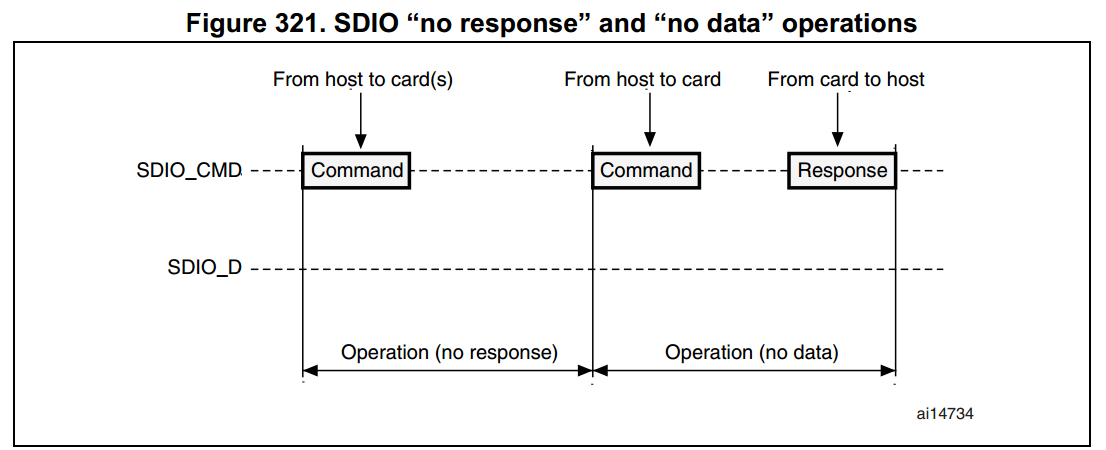 Figure 321. SDIO “no response” and “no data” operations
From host to card(s) From host to card From card to host
SDIO_CMD Command Command Response
SDIO_D
Operation (no response) Operation (no data)
ai14734